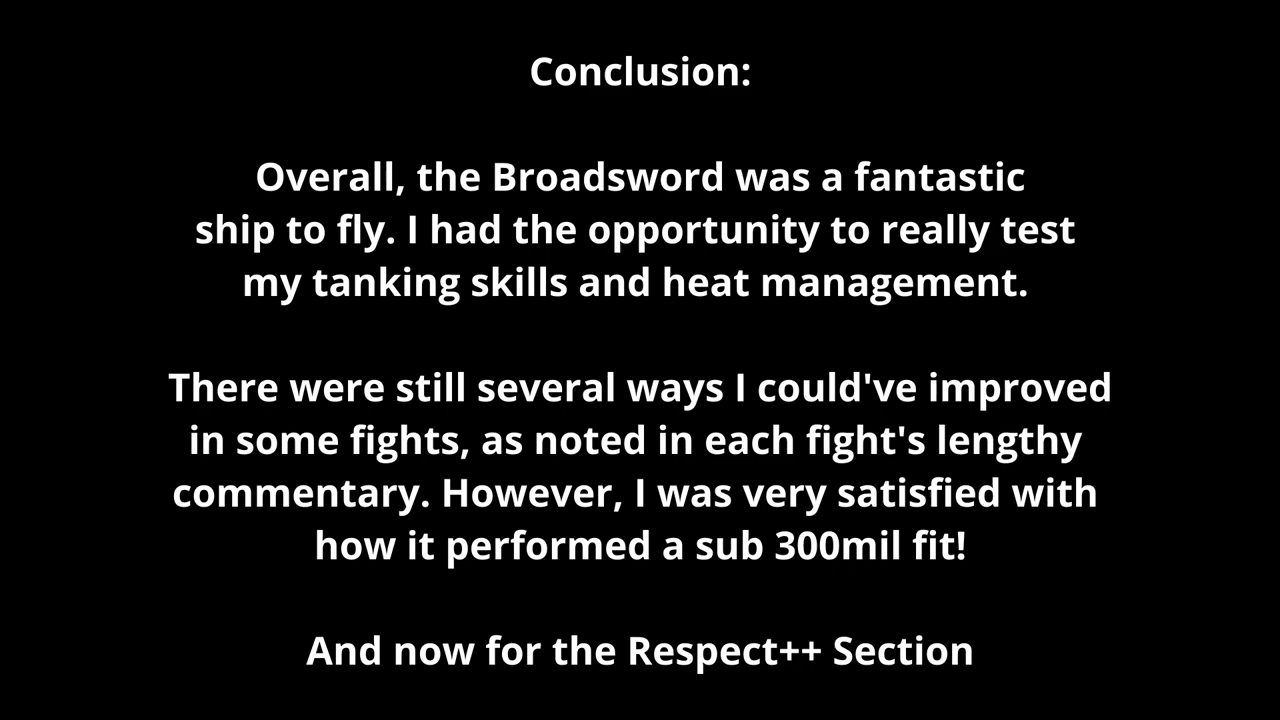 Conclusion:
Overall, the Broadsword was a fantastic
ship to fly. I had the opportunity to really test
my tanking skills and heat management.
There were still several ways I could've improved
in some fights, as noted in each fight's lengthy
commentary. However, I was very satisfied with
how it performed a sub 300mil fit!
And now for the Respect++ Section